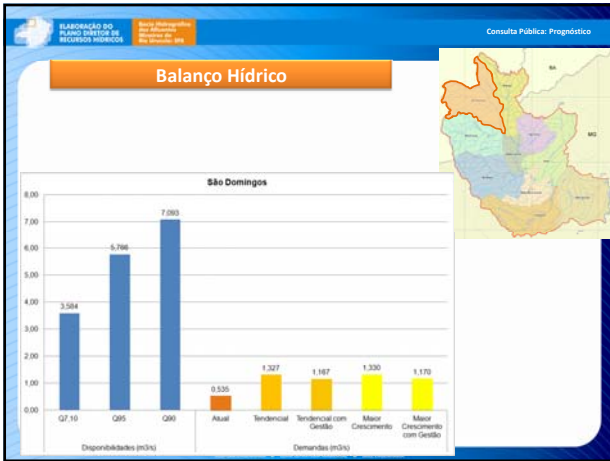 ELABORAÇÃO DO
PLANO DIRETOR DE
RECURSOS HÍDRICOS
Bacia Hidrográfica
dos Afluentes
Mineiros do
Rio Urucuia: SF8
Consulta Pública: Prognóstico
Balanço Hídrico
BA
MG
São Domingos
8,00
7,00
6,00
5,00
4,00
3,00
2,00
1,00
0,00
3,584
7,093
0,535
1,327
1,167
1,330
1,170
Q7,10
Q95
Q90
Atual
Tendencial
Tendencial com
Gestão
Maior
Crescimento
Maior
Crescimento
com Gestão
Disponibilidades (m3/s)
Demandas (m3/s)